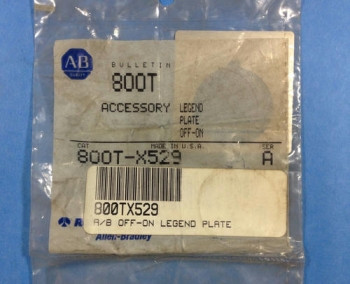 AB
BULLETIN
800T
ACCESSORY
LEGEND
PLATE
OFF-ON
CAT MADE IN U.S.A. SER
800T-X529 A
800TX529
A/B OFF-ON LEGEND PLATE
Allen-Bradley